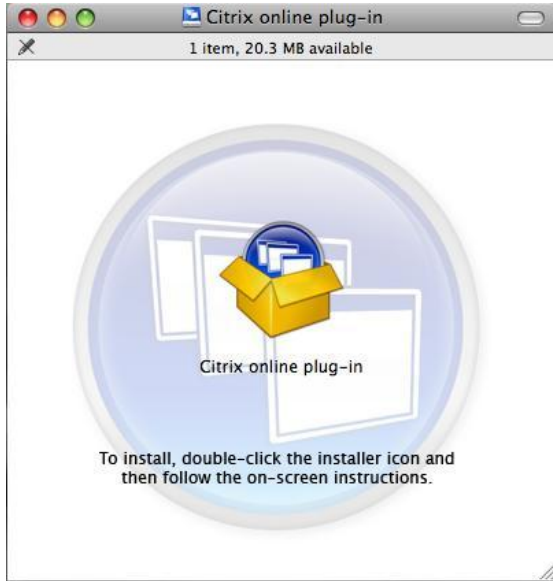 Citrix online plug-in
1 item, 20.3 MB available
Citrix online plug-in
To install, double-click the installer icon and
then follow the on-screen instructions.